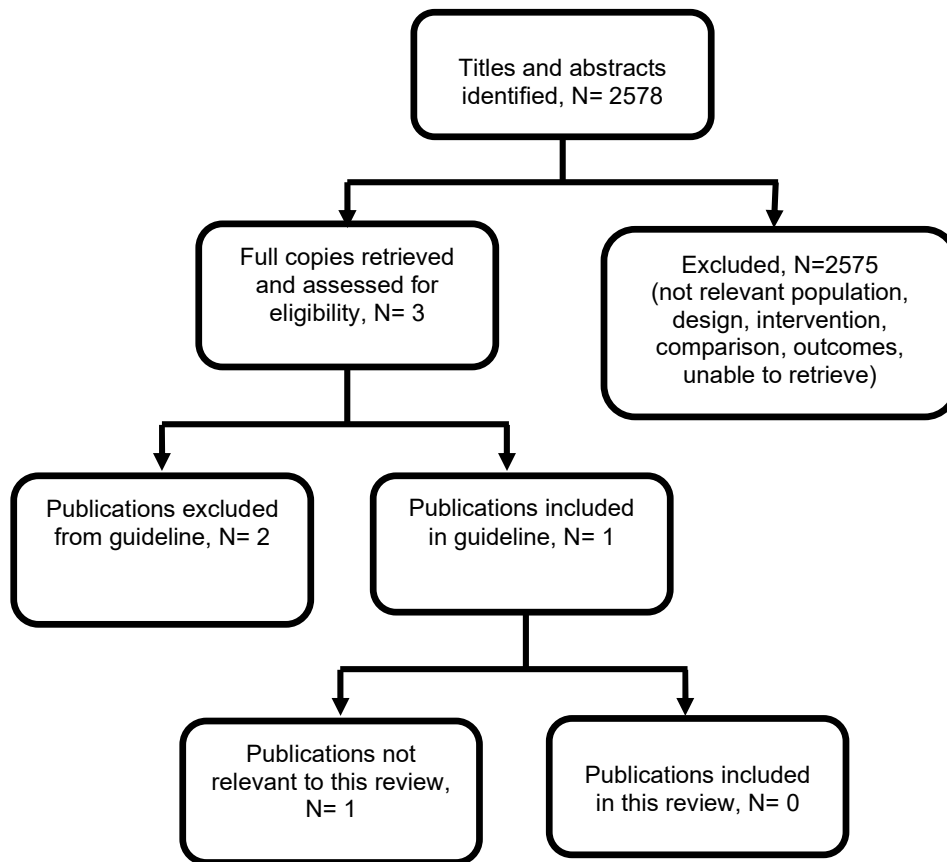 Titles and abstracts
identified, N= 2578
Full copies retrieved
and assessed for
eligibility, N= 3
Excluded, N=2575
(not relevant population,
design, intervention,
comparison, outcomes,
unable to retrieve)
Publications excluded
from guideline, N= 2
Publications included
in guideline, N= 1
Publications not
relevant to this review,
N= 1
Publications included
in this review, N= 0